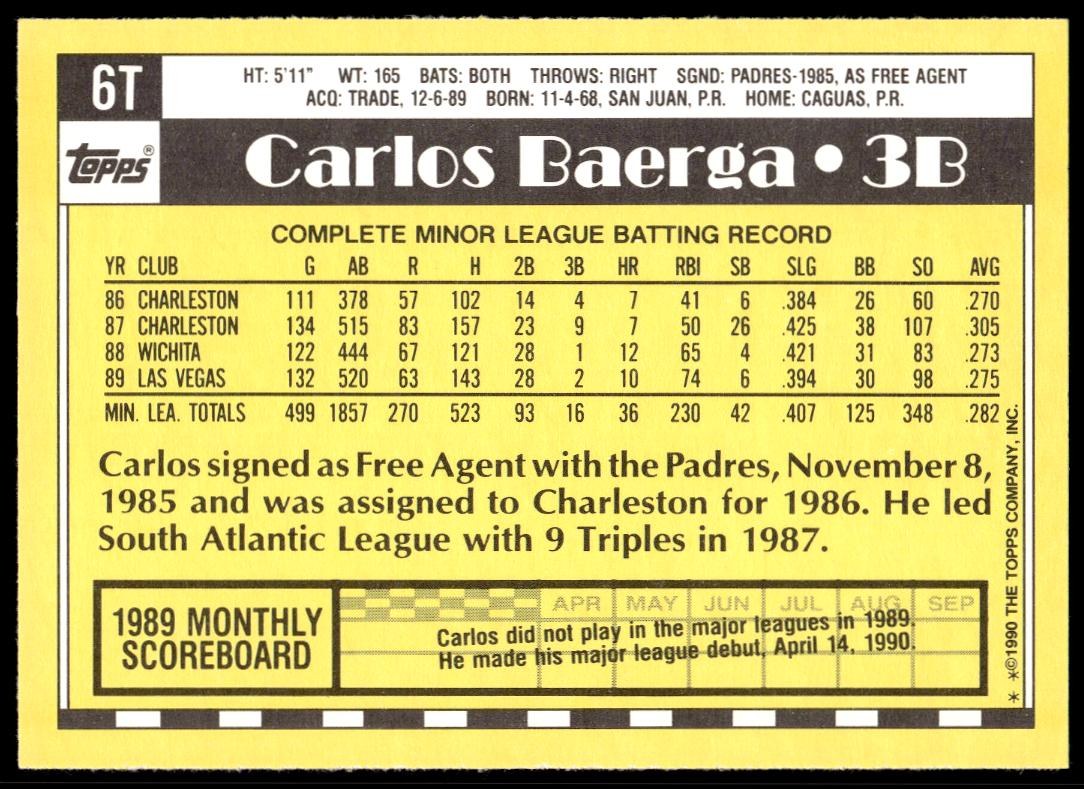 6T
HT: 5'11" WT: 165 BATS: BOTH THROWS: RIGHT SGND: PADRES-1985, AS FREE AGENT
ACQ: TRADE, 12-6-89 BORN: 11-4-68, SAN JUAN, P.R. HOME: CAGUAS, P.R.
topps®
Carlos Baerga • 3B
COMPLETE MINOR LEAGUE BATTING RECORD
YR CLUB G AB R H 2B 3B HR RBI SB SLG BB SO AVG
86 CHARLESTON 111 378 57 102 14 4 7 41 6 .384 26 60 .270
87 CHARLESTON 134 515 83 157 23 9 7 50 26 .425 38 107 .305
88 WICHITA 122 444 67 121 28 1 12 65 4 .421 31 83 .273
89 LAS VEGAS 132 520 63 143 28 2 10 74 6 .394 30 98 .275
MIN. LEA. TOTALS 499 1857 270 523 93 16 36 230 42 .407 125 348 .282
Carlos signed as Free Agent with the Padres, November 8,
1985 and was assigned to Charleston for 1986. He led
South Atlantic League with 9 Triples in 1987.
1989 MONTHLY
SCOREBOARD
APR MAY JUN JUL AUG SEP
Carlos did not play in the major leagues in 1989.
He made his major league debut, April 14, 1990.
* *©1990 THE TOPPS COMPANY, INC.